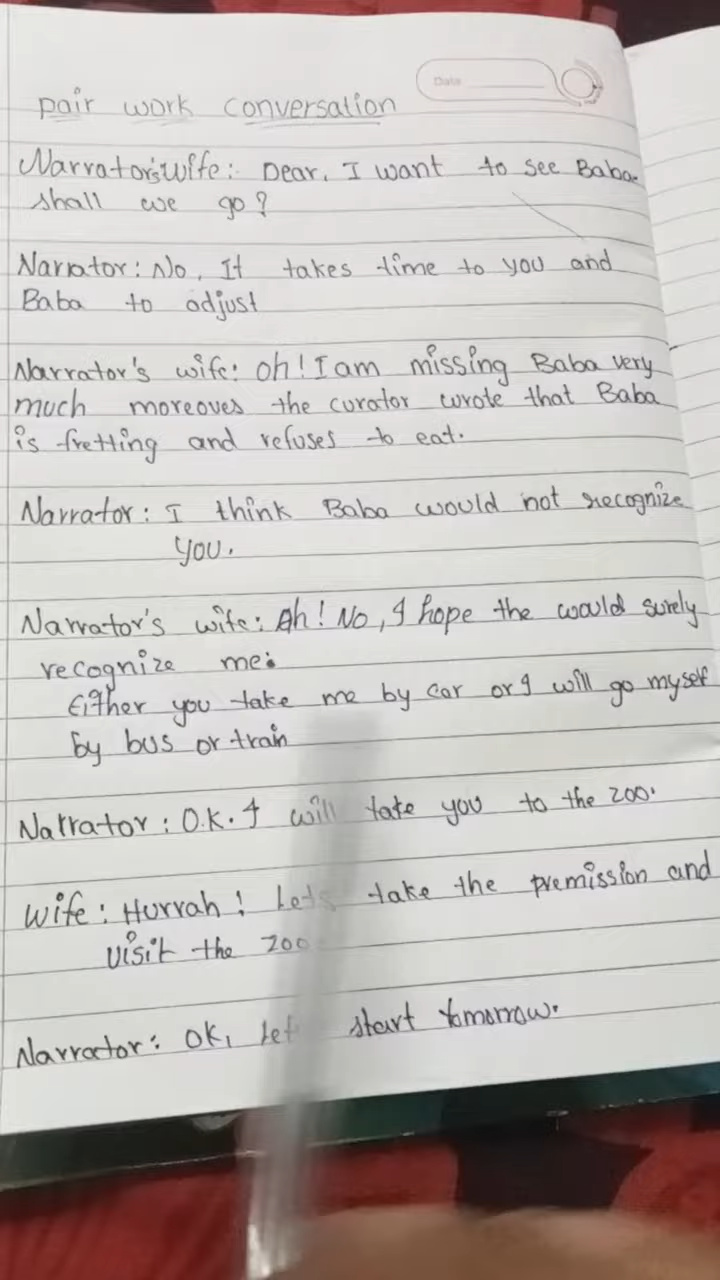 Date
pair work conversation
Narrator's wife: Dear, I want to see Baba.
shall we go?
Narrator: No, It takes time to you and
Baba to adjust
Narrator's wife: oh! I am missing Baba very
much moreoves the curator wrote that Baba
is fretting and refuses to eat.
Narrator: I think Baba would not recognize
you.
Narrator's wife: Ah! No, I hope the would surely
recognize me.
Either you take me by car or I will go myself
by bus or train
Narrator: O.K. I will take you to the zoo.
wife: Hurrah! Lets take the premission and
visit the zoo
Narrator: OK, Let start tomorrow.